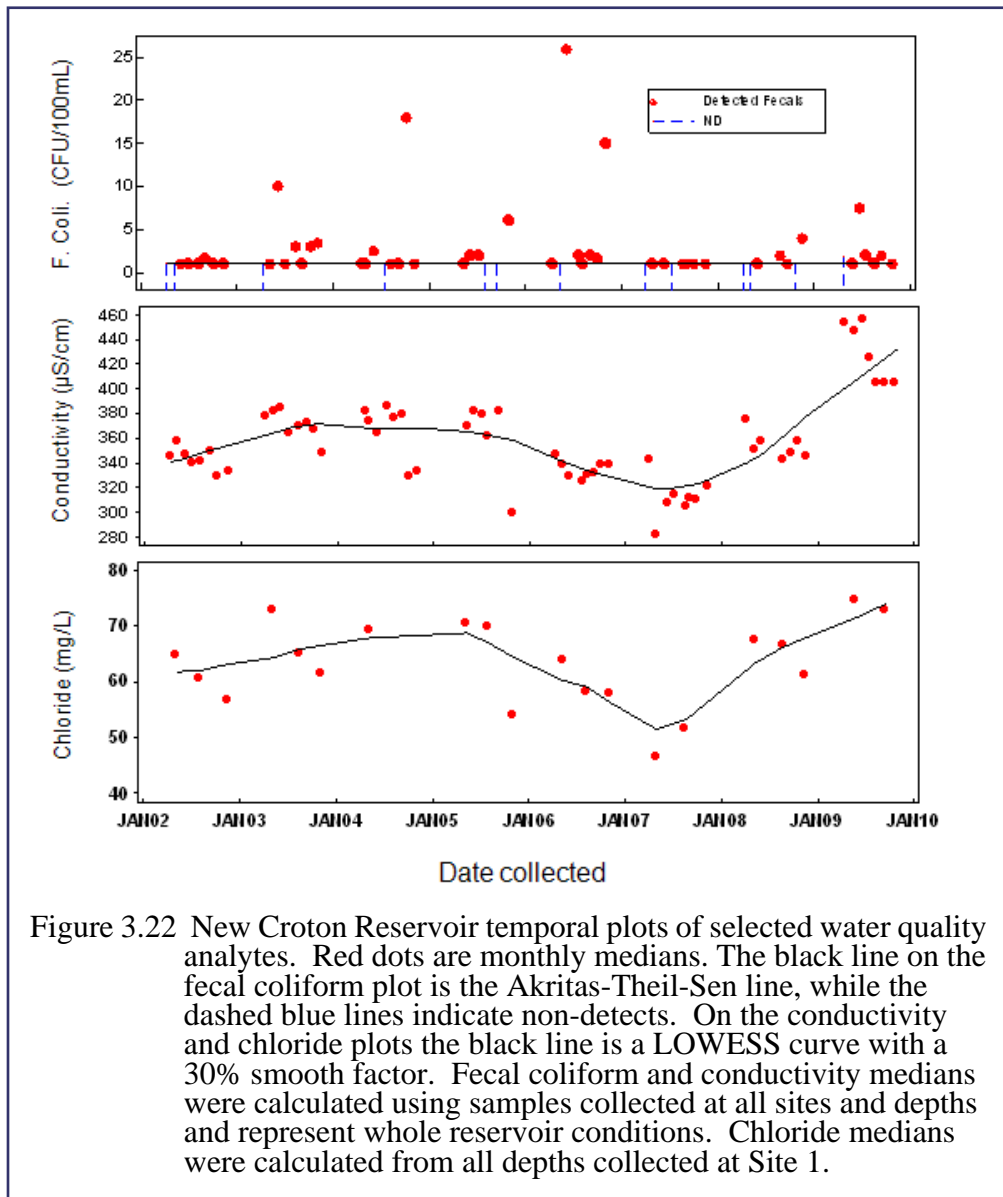 F. Coli. (CFU/100mL)
25
20
15
10
5
0
Detected Fecals
ND
Conductivity (µS/cm)
460
440
420
400
380
360
340
320
300
280
Chloride (mg/L)
80
70
60
50
40
JAN02 JAN03 JAN04 JAN05 JAN06 JAN07 JAN08 JAN09 JAN10
Date collected
Figure 3.22 New Croton Reservoir temporal plots of selected water quality
analytes. Red dots are monthly medians. The black line on the
fecal coliform plot is the Akritas-Theil-Sen line, while the
dashed blue lines indicate non-detects. On the conductivity
and chloride plots the black line is a LOWESS curve with a
30% smooth factor. Fecal coliform and conductivity medians
were calculated using samples collected at all sites and depths
and represent whole reservoir conditions. Chloride medians
were calculated from all depths collected at Site 1.